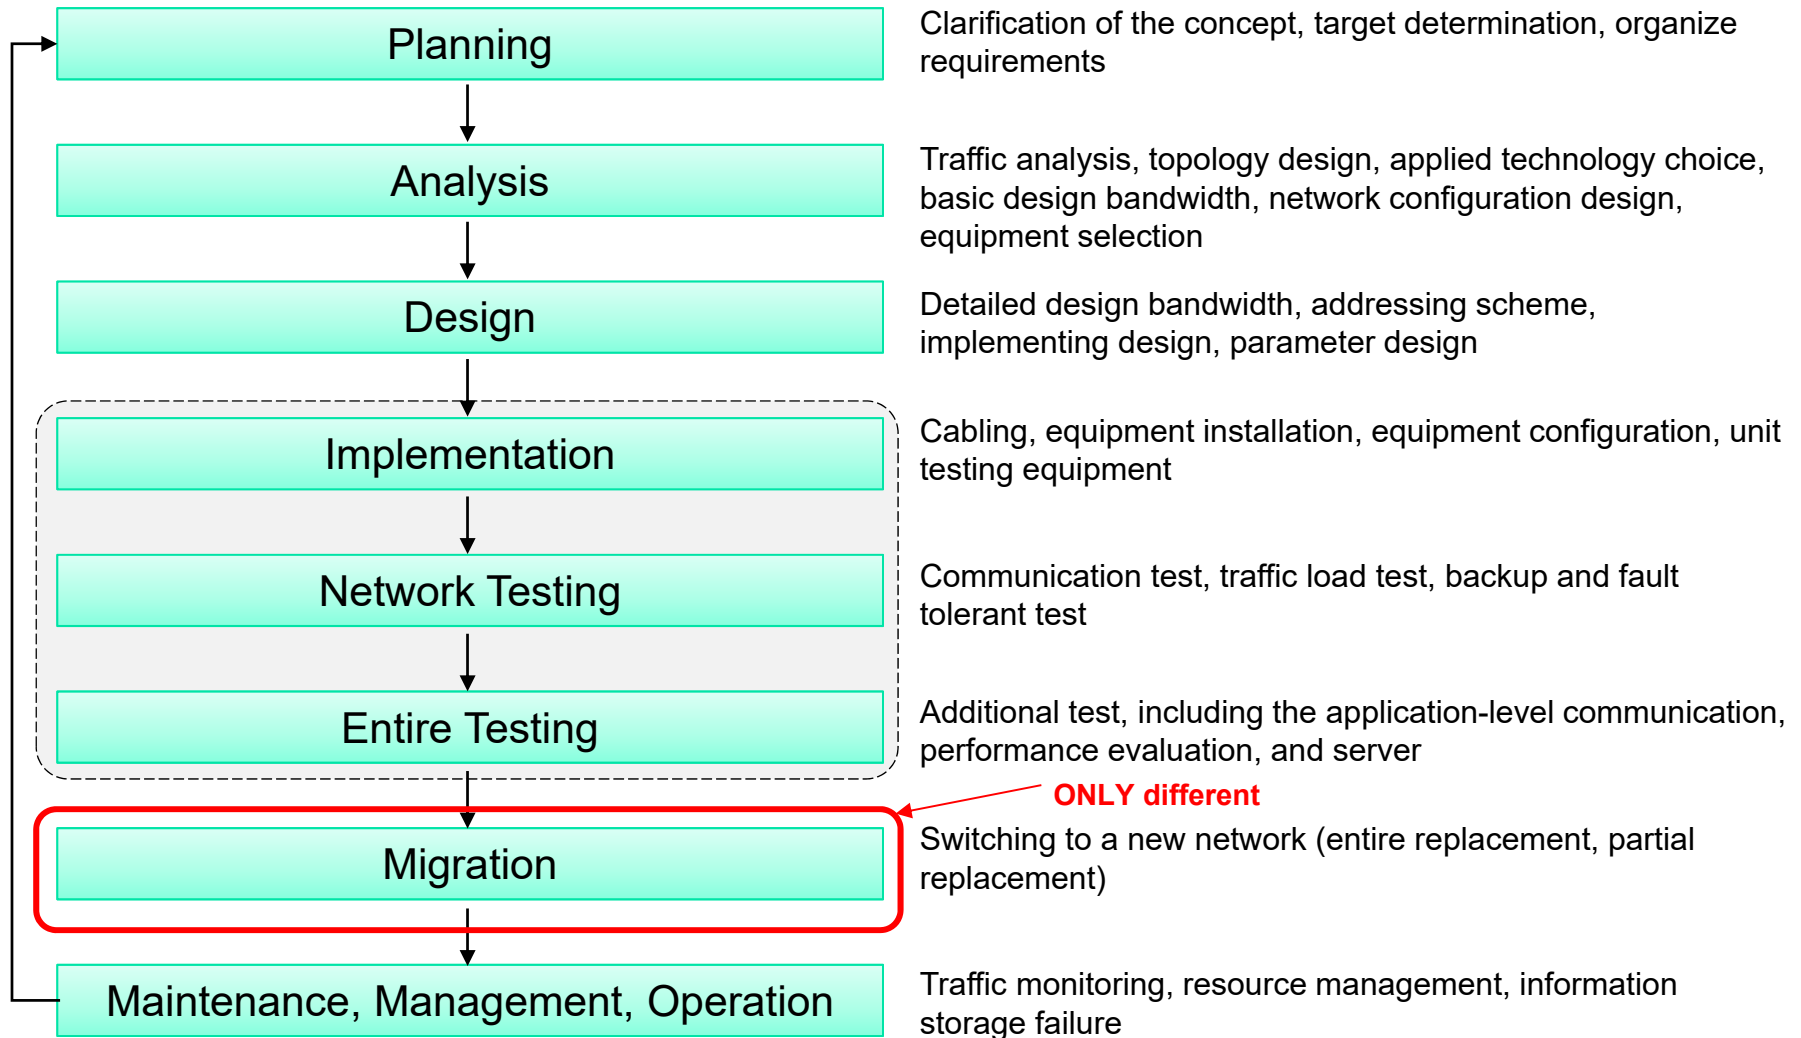 Planning
Clarification of the concept, target determination, organize
requirements
Analysis
Traffic analysis, topology design, applied technology choice,
basic design bandwidth, network configuration design,
equipment selection
Design
Detailed design bandwidth, addressing scheme,
implementing design, parameter design
Implementation
Cabling, equipment installation, equipment configuration, unit
testing equipment
Network Testing
Communication test, traffic load test, backup and fault
tolerant test
Entire Testing
Additional test, including the application-level communication,
performance evaluation, and server
ONLY different
Migration
Switching to a new network (entire replacement, partial
replacement)
Maintenance, Management, Operation
Traffic monitoring, resource management, information
storage failure